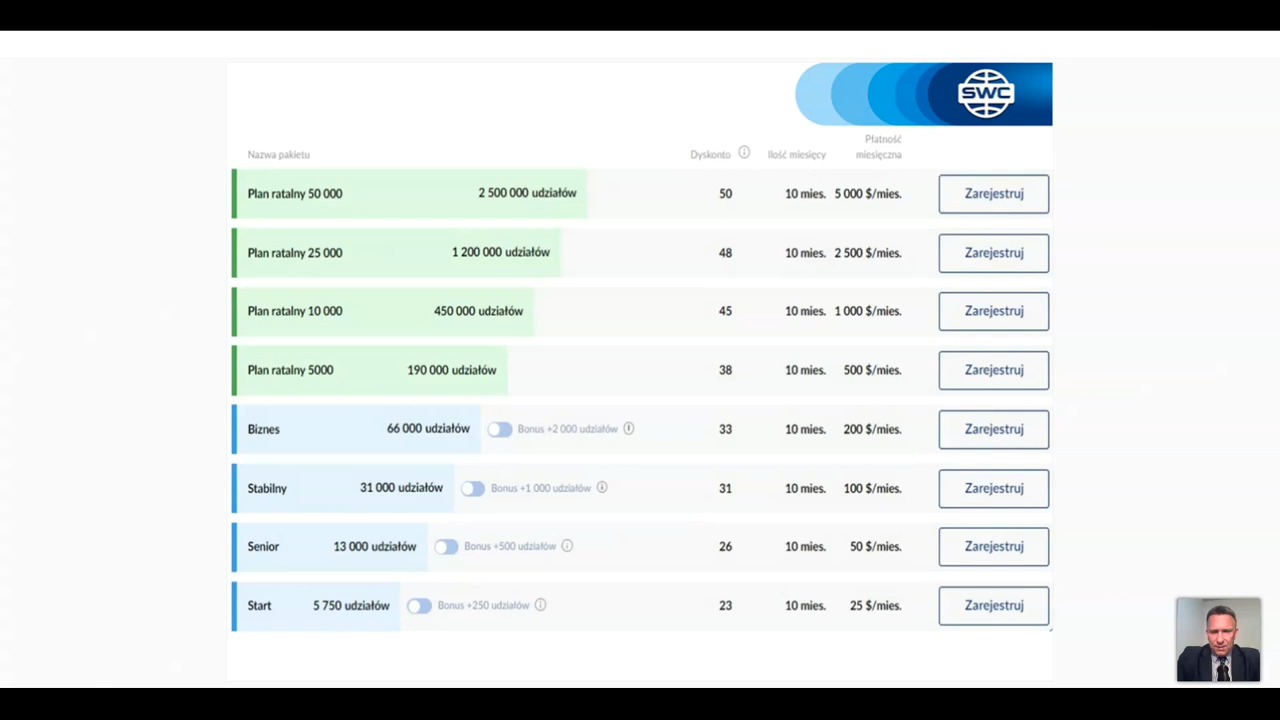 SWC
Płatność
Nazwa pakietu Dyskonto Ilość miesięcy miesięczna
Plan ratalny 50 000 2 500 000 udziałów 50 10 mies. 5 000 $/mies. Zarejestruj
Plan ratalny 25 000 1 200 000 udziałów 48 10 mies. 2 500 $/mies. Zarejestruj
Plan ratalny 10 000 450 000 udziałów 45 10 mies. 1 000 $/mies. Zarejestruj
Plan ratalny 5000 190 000 udziałów 38 10 mies. 500 $/mies. Zarejestruj
Biznes 66 000 udziałów Bonus +2 000 udziałów 33 10 mies. 200 $/mies. Zarejestruj
Stabilny 31 000 udziałów Bonus +1 000 udziałów 31 10 mies. 100 $/mies. Zarejestruj
Senior 13 000 udziałów Bonus +500 udziałów 26 10 mies. 50 $/mies. Zarejestruj
Start 5 750 udziałów Bonus +250 udziałów 23 10 mies. 25 $/mies. Zarejestruj